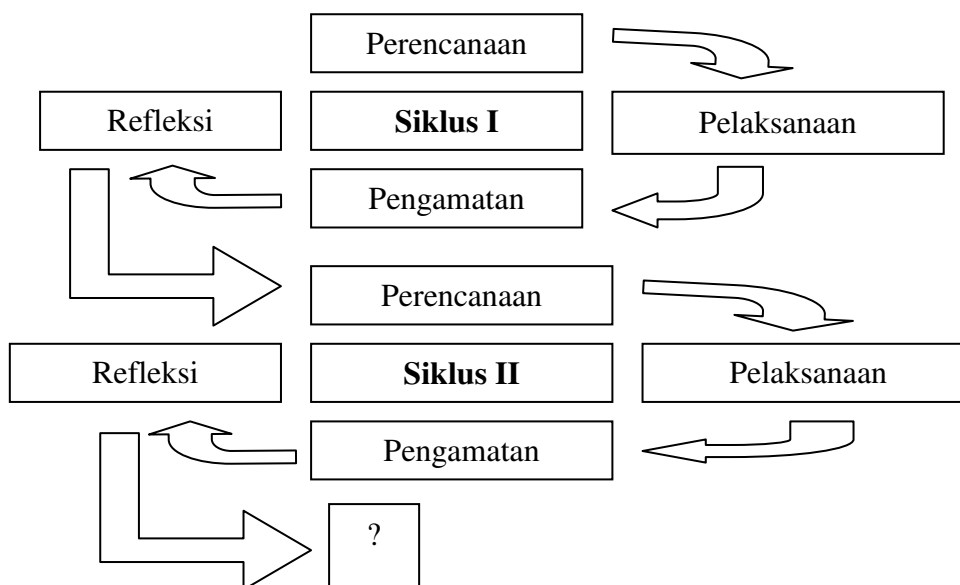 Perencanaan
Refleksi
Siklus I
Pelaksanaan
Pengamatan
Perencanaan
Refleksi
Siklus II
Pelaksanaan
Pengamatan
?